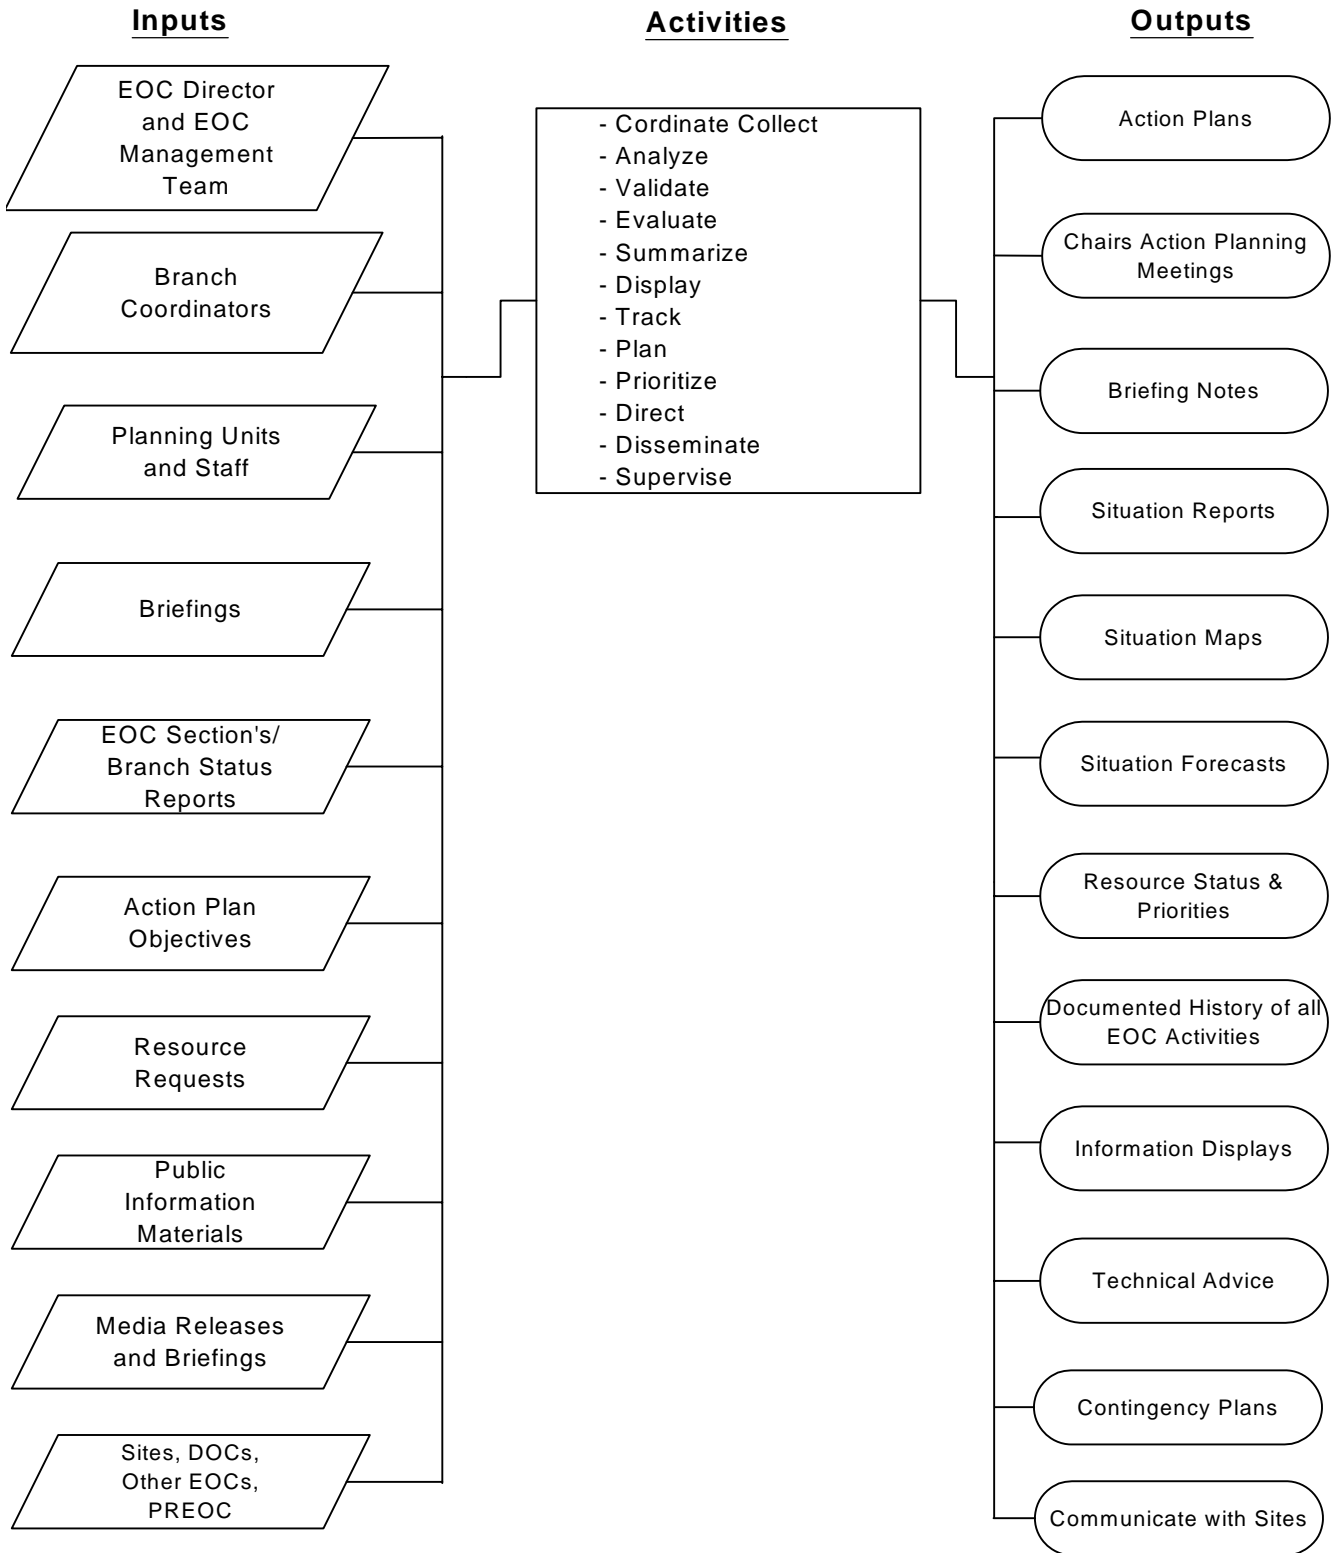 Inputs
Activities
Outputs
EOC Director
and EOC
Management
Team
Branch
Coordinators
Planning Units
and Staff
Briefings
EOC Section's/
Branch Status
Reports
Action Plan
Objectives
Resource
Requests
Public
Information
Materials
Media Releases
and Briefings
Sites, DOCs,
Other EOCs,
PREOC
- Cordinate Collect
- Analyze
- Validate
- Evaluate
- Summarize
- Display
- Track
- Plan
- Prioritize
- Direct
- Disseminate
- Supervise
Action Plans
Chairs Action Planning
Meetings
Briefing Notes
Situation Reports
Situation Maps
Situation Forecasts
Resource Status &
Priorities
Documented History of all
EOC Activities
Information Displays
Technical Advice
Contingency Plans
Communicate with Sites